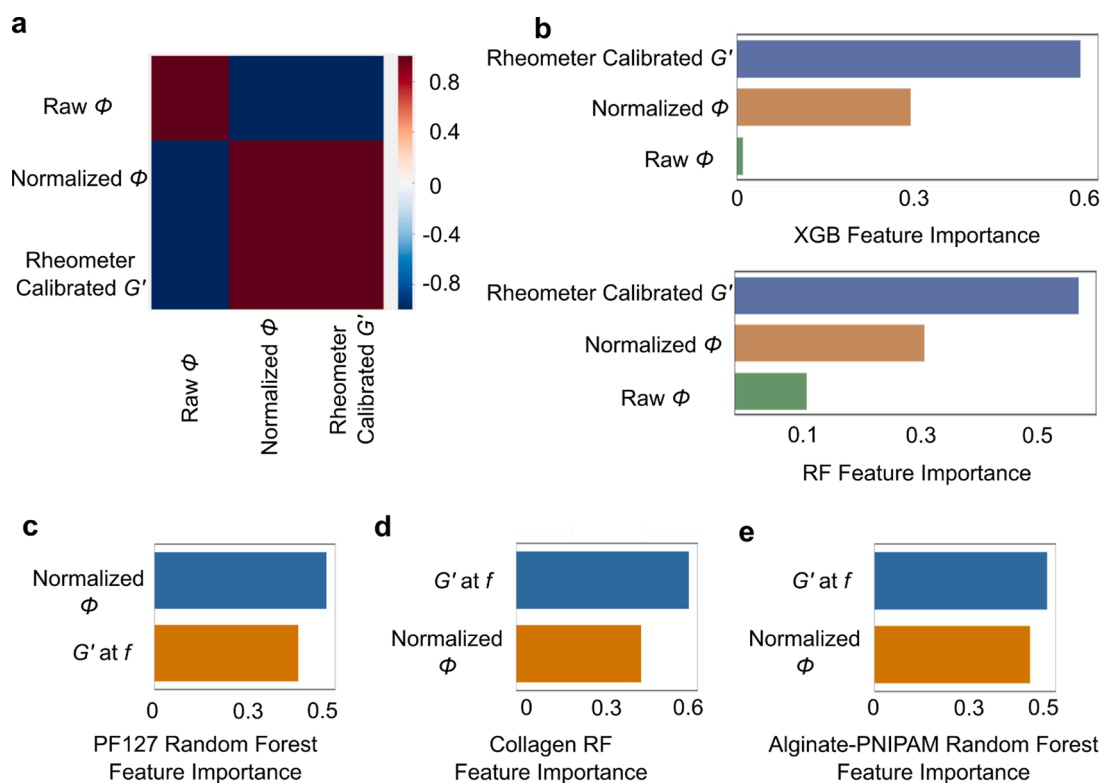 a
Raw Φ
Normalized Φ
Rheometer
Calibrated G'
0.8
0.4
0
-0.4
-0.8
Raw Φ
Normalized Φ
Rheometer
Calibrated G'
b
Rheometer Calibrated G'
Normalized Φ
Raw Φ
0 0.3 0.6
XGB Feature Importance
Rheometer Calibrated G'
Normalized Φ
Raw Φ
0.1 0.3 0.5
RF Feature Importance
c
Normalized
Φ
G' at f
0 0.3 0.5
PF127 Random Forest
Feature Importance
d
G' at f
Normalized
Φ
0 0.3 0.6
Collagen RF
Feature Importance
e
G' at f
Normalized
Φ
0 0.3 0.5
Alginate-PNIPAM Random Forest
Feature Importance